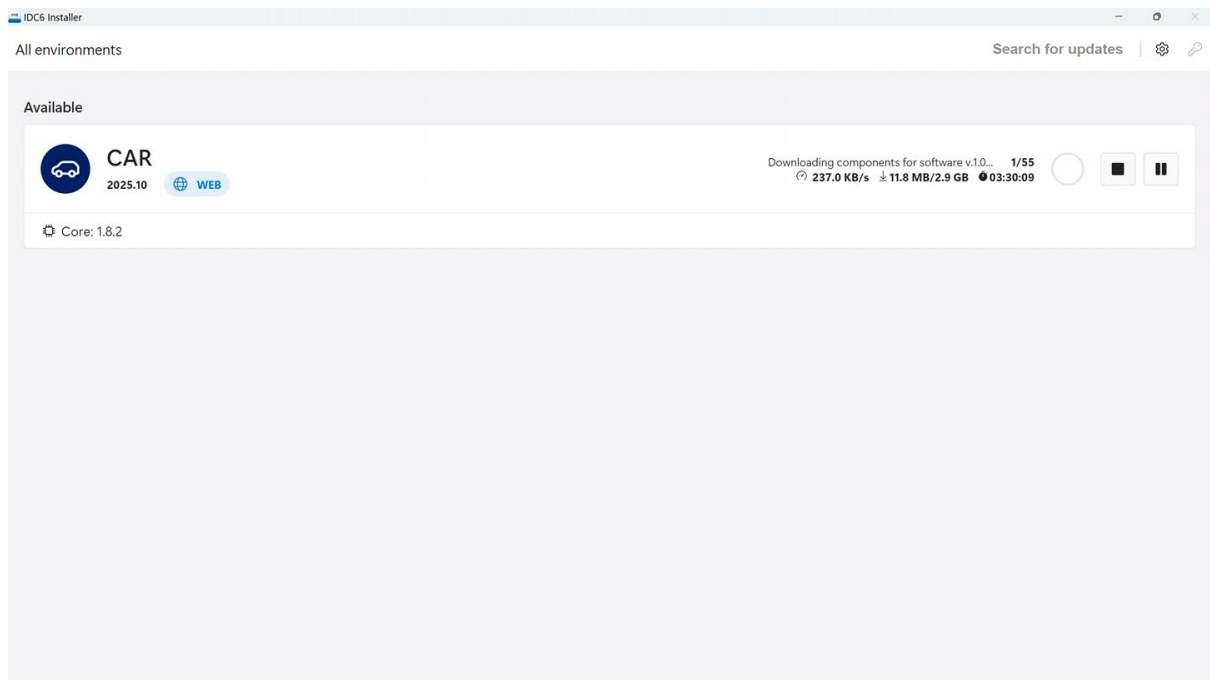 IDC6 Installer
All environments
Search for updates
Available
CAR
2025.10 WEB
Downloading components for software v.1.0... 1/55
237.0 KB/s 11.8 MB/2.9 GB 03:30:09
Core: 1.8.2